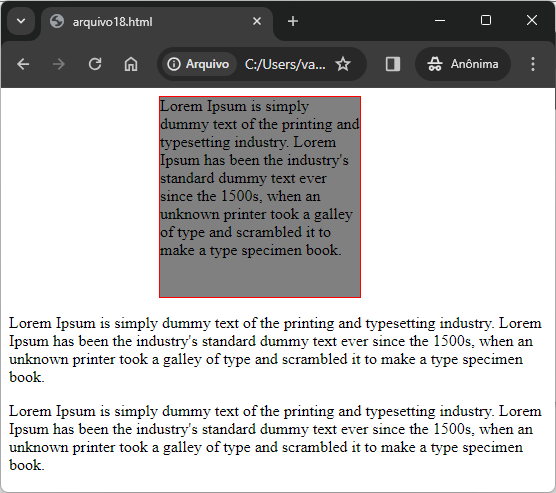 arquivo18.html
Arquivo
C:/Users/va...
Anônima
Lorem Ipsum is simply
dummy text of the printing and
typesetting industry. Lorem
Ipsum has been the industry's
standard dummy text ever
since the 1500s, when an
unknown printer took a galley
of type and scrambled it to
make a type specimen book.
Lorem Ipsum is simply dummy text of the printing and typesetting industry. Lorem
Ipsum has been the industry's standard dummy text ever since the 1500s, when an
unknown printer took a galley of type and scrambled it to make a type specimen
book.
Lorem Ipsum is simply dummy text of the printing and typesetting industry. Lorem
Ipsum has been the industry's standard dummy text ever since the 1500s, when an
unknown printer took a galley of type and scrambled it to make a type specimen
book.